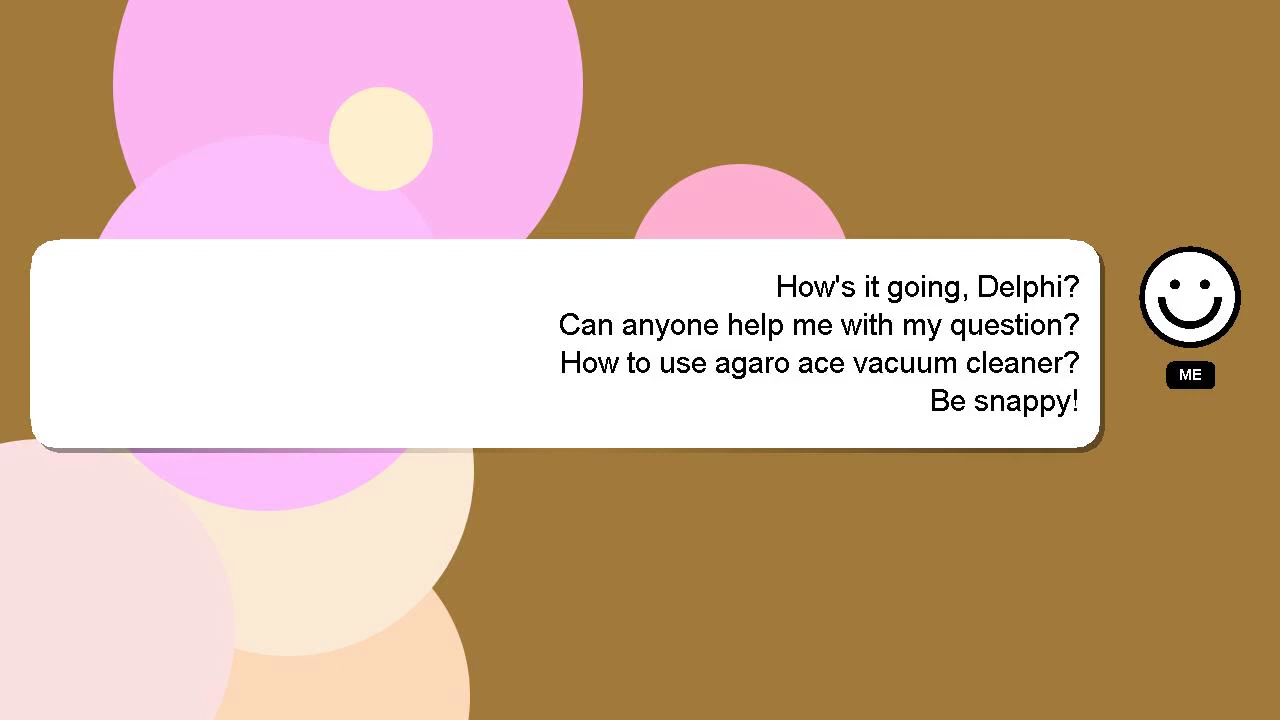 How's it going, Delphi?
Can anyone help me with my question?
How to use agaro ace vacuum cleaner?
Be snappy!
ME